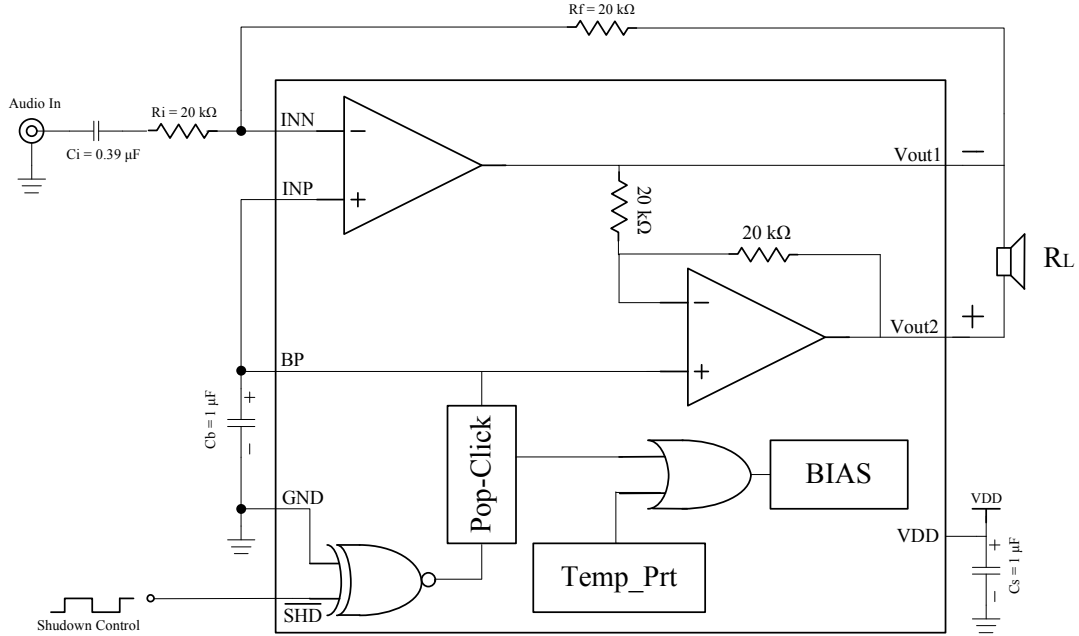 Rf = 20 kΩ
Audio In
Ri = 20 kΩ
Ci = 0.39 μF
INN
−
INP
+
Vout1
−
20 kΩ
20 kΩ
RL
−
Vout2
+
BP
+
+
Cb = 1 μF
−
Pop-Click
BIAS
GND
VDD
VDD
+
Cs = 1 μF
−
Temp_Prt
SHD
Shudown Control